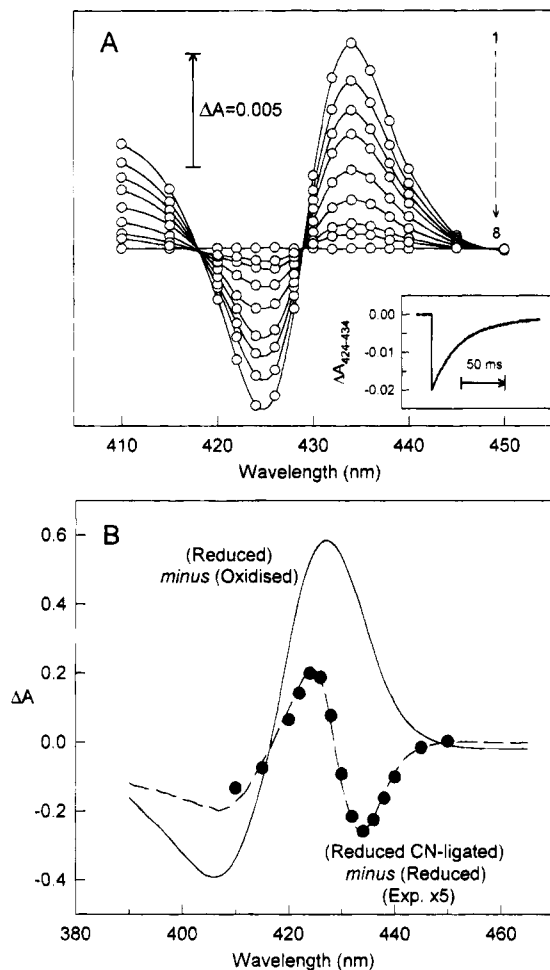 A
1
ΔA=0.005
8
0.00
-0.01
-0.02
ΔA424-434
50 ms
410 420 430 440 450
Wavelength (nm)
B
(Reduced)
minus (Oxidised)
0.6
0.4
0.2
0.0
-0.2
-0.4
ΔA
(Reduced CN-ligated)
minus (Reduced)
(Exp. x5)
380 400 420 440 460
Wavelength (nm)